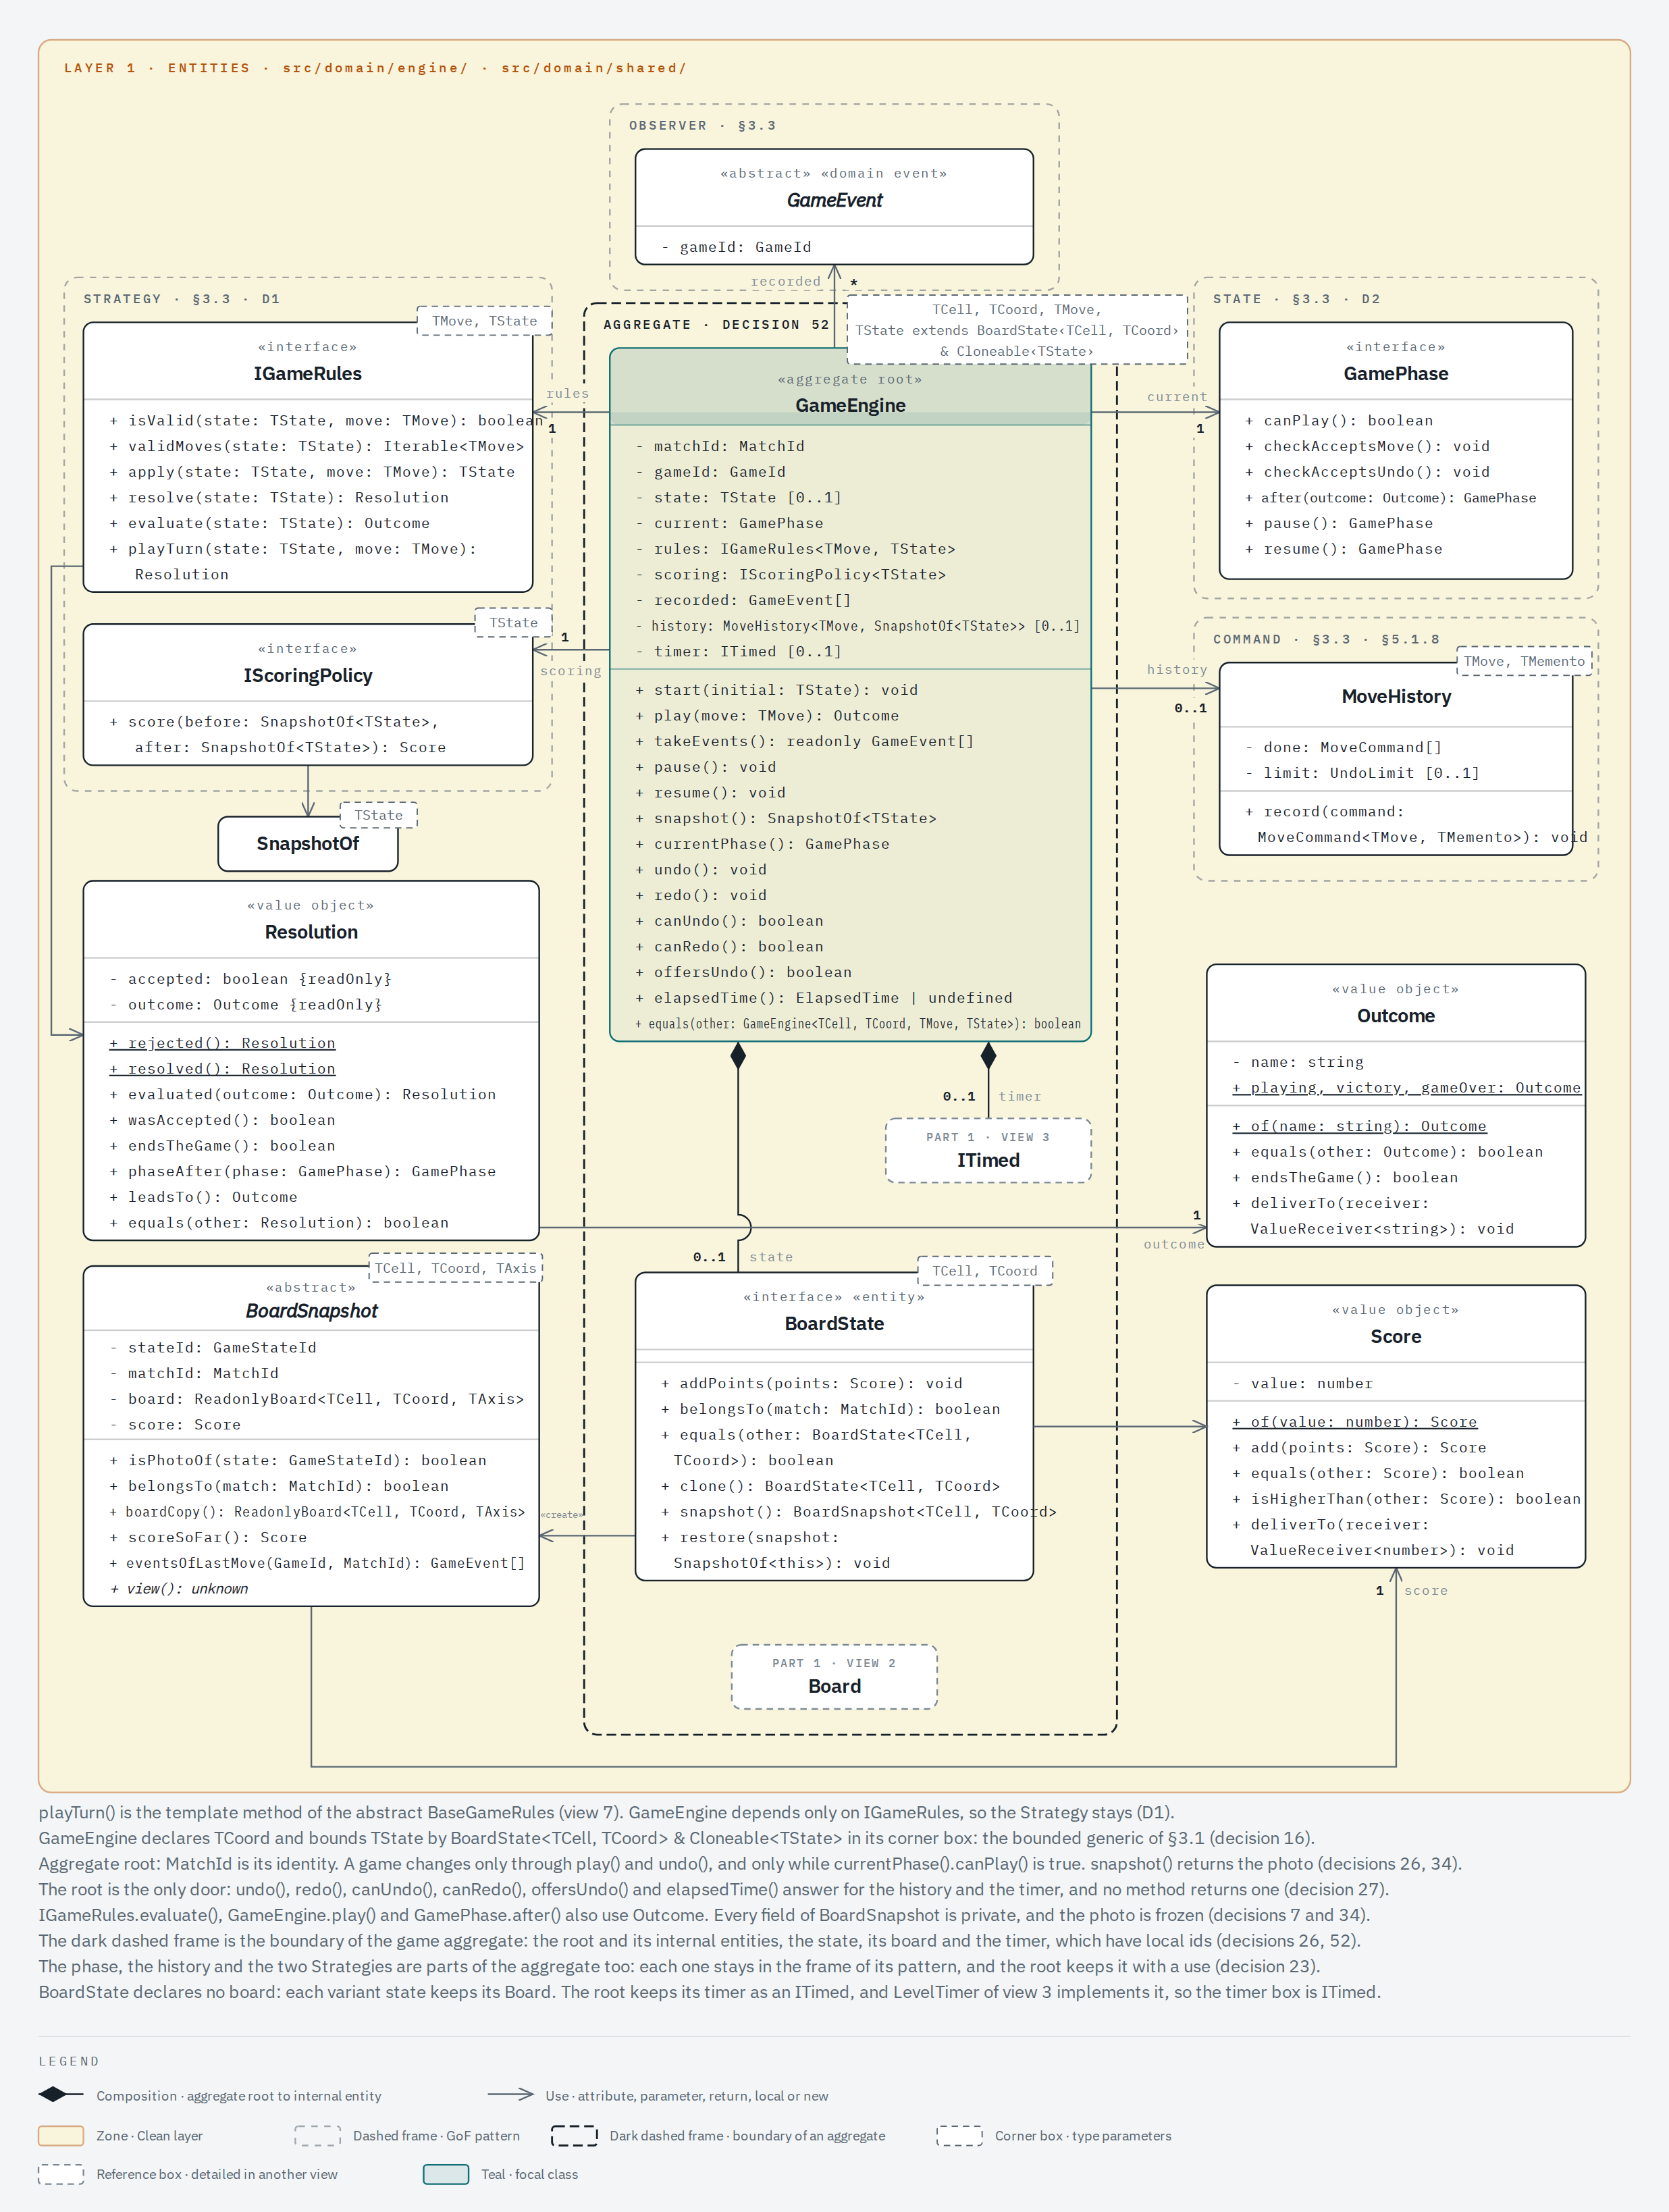 LAYER 1 · ENTITIES · src/domain/engine/ · src/domain/shared/
OBSERVER · §3.3
«abstract» «domain event»
GameEvent
- gameId: GameId
recorded
*
STRATEGY · §3.3 · D1
TMove, TState
«interface»
IGameRules
+ isValid(state: TState, move: TMove): boolean
+ validMoves(state: TState): Iterable<TMove>
+ apply(state: TState, move: TMove): TState
+ resolve(state: TState): Resolution
+ evaluate(state: TState): Outcome
+ playTurn(state: TState, move: TMove):
Resolution
rules
1
TState
«interface»
IScoringPolicy
+ score(before: SnapshotOf<TState>,
after: SnapshotOf<TState>): Score
1
scoring
TState
SnapshotOf
AGGREGATE · DECISION 52
TCell, TCoord, TMove,
TState extends BoardState‹TCell, TCoord›
& Cloneable‹TState›
«aggregate root»
GameEngine
- matchId: MatchId
- gameId: GameId
- state: TState [0..1]
- current: GamePhase
- rules: IGameRules<TMove, TState>
- scoring: IScoringPolicy<TState>
- recorded: GameEvent[]
- history: MoveHistory<TMove, SnapshotOf<TState>> [0..1]
- timer: ITimed [0..1]
+ start(initial: TState): void
+ play(move: TMove): Outcome
+ takeEvents(): readonly GameEvent[]
+ pause(): void
+ resume(): void
+ snapshot(): SnapshotOf<TState>
+ currentPhase(): GamePhase
+ undo(): void
+ redo(): void
+ canUndo(): boolean
+ canRedo(): boolean
+ offersUndo(): boolean
+ elapsedTime(): ElapsedTime | undefined
+ equals(other: GameEngine<TCell, TCoord, TMove, TState>): boolean
STATE · §3.3 · D2
«interface»
GamePhase
+ canPlay(): boolean
+ checkAcceptsMove(): void
+ checkAcceptsUndo(): void
+ after(outcome: Outcome): GamePhase
+ pause(): GamePhase
+ resume(): GamePhase
current
1
COMMAND · §3.3 · §5.1.8
TMove, TMemento
MoveHistory
- done: MoveCommand[]
- limit: UndoLimit [0..1]
+ record(command:
MoveCommand<TMove, TMemento>): void
history
0..1
«value object»
Resolution
- accepted: boolean {readOnly}
- outcome: Outcome {readOnly}
+ rejected(): Resolution
+ resolved(): Resolution
+ evaluated(outcome: Outcome): Resolution
+ wasAccepted(): boolean
+ endsTheGame(): boolean
+ phaseAfter(phase: GamePhase): GamePhase
+ leadsTo(): Outcome
+ equals(other: Resolution): boolean
0..1
timer
PART 1 · VIEW 3
ITimed
«value object»
Outcome
- name: string
+ playing, victory, gameOver: Outcome
+ of(name: string): Outcome
+ equals(other: Outcome): boolean
+ endsTheGame(): boolean
+ deliverTo(receiver:
ValueReceiver<string>): void
1
outcome
TCell, TCoord, TAxis
«abstract»
BoardSnapshot
- stateId: GameStateId
- matchId: MatchId
- board: ReadonlyBoard<TCell, TCoord, TAxis>
- score: Score
+ isPhotoOf(state: GameStateId): boolean
+ belongsTo(match: MatchId): boolean
+ boardCopy(): ReadonlyBoard<TCell, TCoord, TAxis>
+ scoreSoFar(): Score
+ eventsOfLastMove(GameId, MatchId): GameEvent[]
+ view(): unknown
«create»
0..1
state
TCell, TCoord
«interface» «entity»
BoardState
+ addPoints(points: Score): void
+ belongsTo(match: MatchId): boolean
+ equals(other: BoardState<TCell,
TCoord>): boolean
+ clone(): BoardState<TCell, TCoord>
+ snapshot(): BoardSnapshot<TCell, TCoord>
+ restore(snapshot:
SnapshotOf<this>): void
«value object»
Score
- value: number
+ of(value: number): Score
+ add(points: Score): Score
+ equals(other: Score): boolean
+ isHigherThan(other: Score): boolean
+ deliverTo(receiver:
ValueReceiver<number>): void
1
score
PART 1 · VIEW 2
Board
playTurn() is the template method of the abstract BaseGameRules (view 7). GameEngine depends only on IGameRules, so the Strategy stays (D1).
GameEngine declares TCoord and bounds TState by BoardState<TCell, TCoord> & Cloneable<TState> in its corner box: the bounded generic of §3.1 (decision 16).
Aggregate root: MatchId is its identity. A game changes only through play() and undo(), and only while currentPhase().canPlay() is true. snapshot() returns the photo (decisions 26, 34).
The root is the only door: undo(), redo(), canUndo(), canRedo(), offersUndo() and elapsedTime() answer for the history and the timer, and no method returns one (decision 27).
IGameRules.evaluate(), GameEngine.play() and GamePhase.after() also use Outcome. Every field of BoardSnapshot is private, and the photo is frozen (decisions 7 and 34).
The dark dashed frame is the boundary of the game aggregate: the root and its internal entities, the state, its board and the timer, which have local ids (decisions 26, 52).
The phase, the history and the two Strategies are parts of the aggregate too: each one stays in the frame of its pattern, and the root keeps it with a use (decision 23).
BoardState declares no board: each variant state keeps its Board. The root keeps its timer as an ITimed, and LevelTimer of view 3 implements it, so the timer box is ITimed.
LEGEND
Composition · aggregate root to internal entity
Use · attribute, parameter, return, local or new
Zone · Clean layer
Dashed frame · GoF pattern
Dark dashed frame · boundary of an aggregate
Corner box · type parameters
Reference box · detailed in another view
Teal · focal class